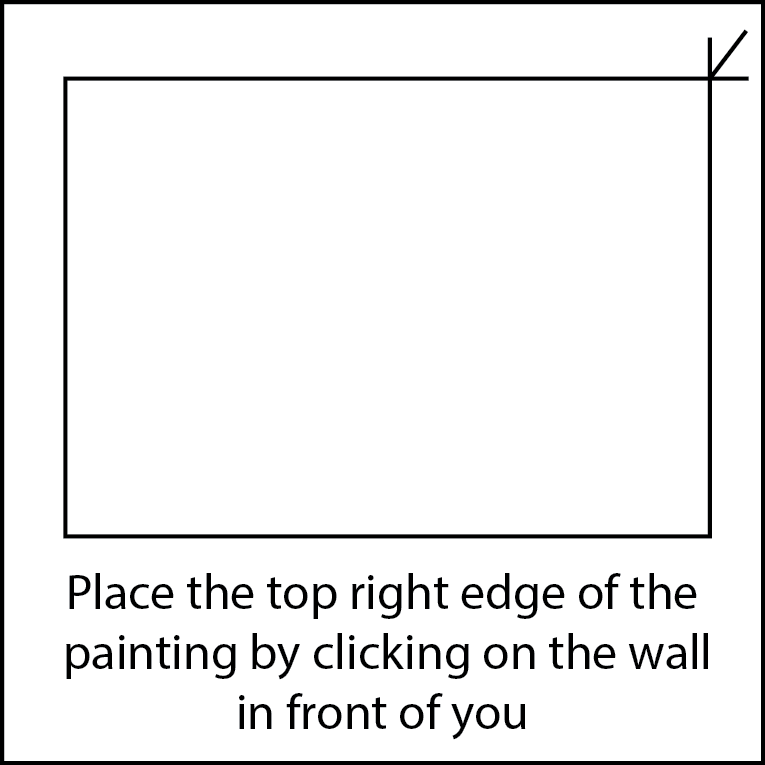 Place the top right edge of the
painting by clicking on the wall
in front of you